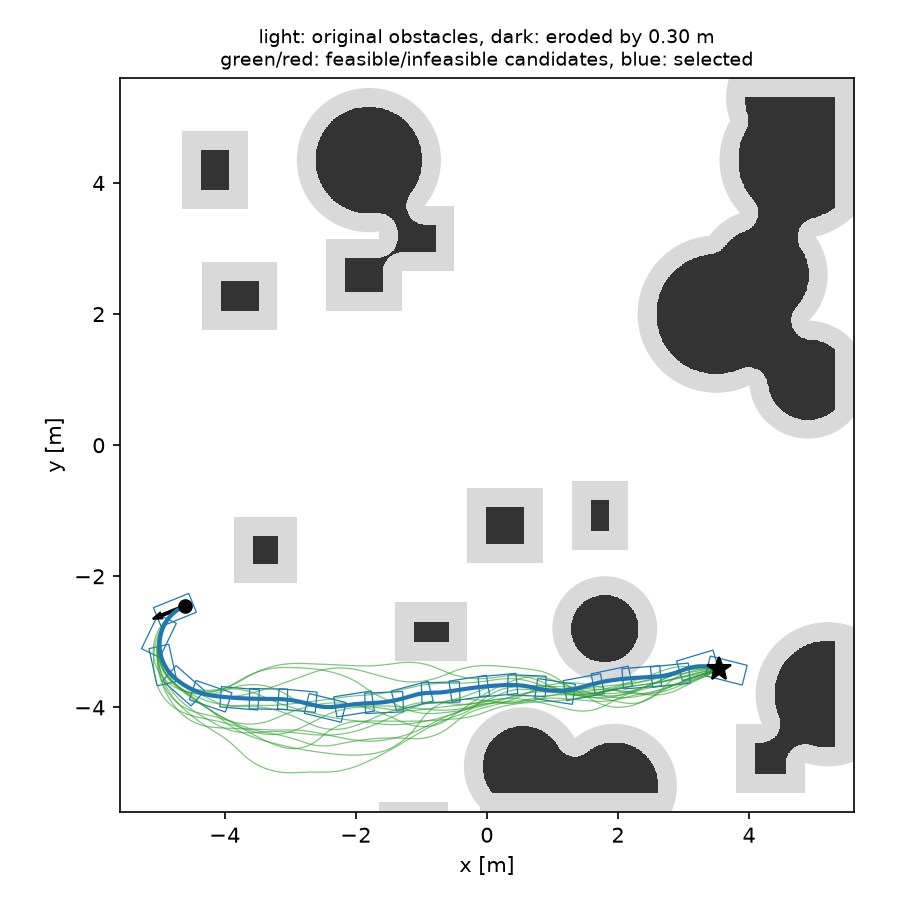 light: original obstacles, dark: eroded by 0.30 m
green/red: feasible/infeasible candidates, blue: selected
y [m]
4
2
0
−2
−4
−4
−2
0
2
4
x [m]